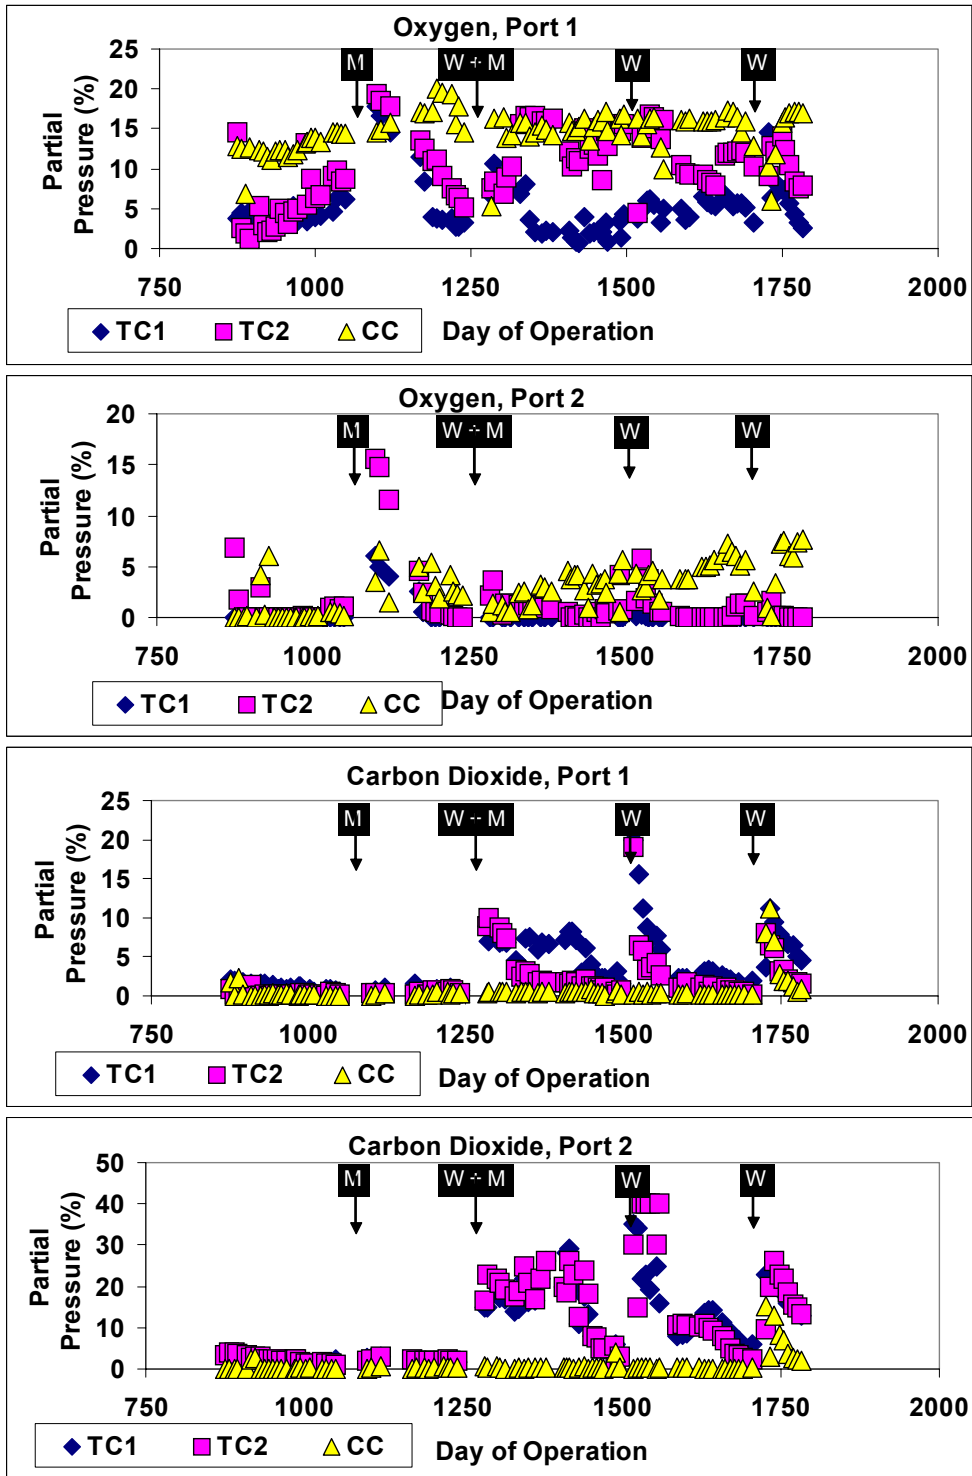 Oxygen, Port 1
25
20
15
10
5
0
Partial
Pressure (%)
M
W + M
W
W
750 1000 1250 1500 1750 2000
TC1 TC2 CC
Day of Operation
Oxygen, Port 2
20
15
10
5
0
Partial
Pressure (%)
M
W + M
W
W
750 1000 1250 1500 1750 2000
TC1 TC2 CC
Day of Operation
Carbon Dioxide, Port 1
25
20
15
10
5
0
Partial
Pressure (%)
M
W + M
W
W
750 1000 1250 1500 1750 2000
TC1 TC2 CC
Day of Operation
Carbon Dioxide, Port 2
50
40
30
20
10
0
Partial
Pressure (%)
M
W + M
W
W
750 1000 1250 1500 1750 2000
TC1 TC2 CC
Day of Operation